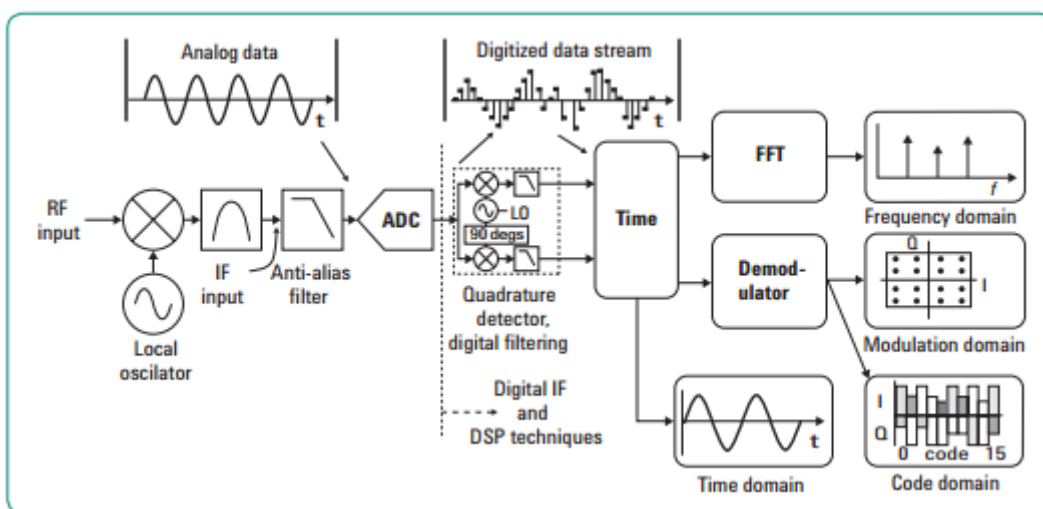 Analog data
t
Digitized data stream
t
RF
input
IF
input
Anti-alias
filter
Local
oscilator
ADC
LO
90 degs
Quadrature
detector,
digital filtering
Digital IF
and
DSP techniques
Time
FFT
f
Frequency domain
Demod-
ulator
Q
I
Modulation domain
t
Time domain
I
Q
0 code 15
Code domain